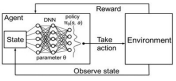 Reward
Agent
DNN
policy
πθ(s, a)
State
Take
action
Environment
parameter θ
Observe state